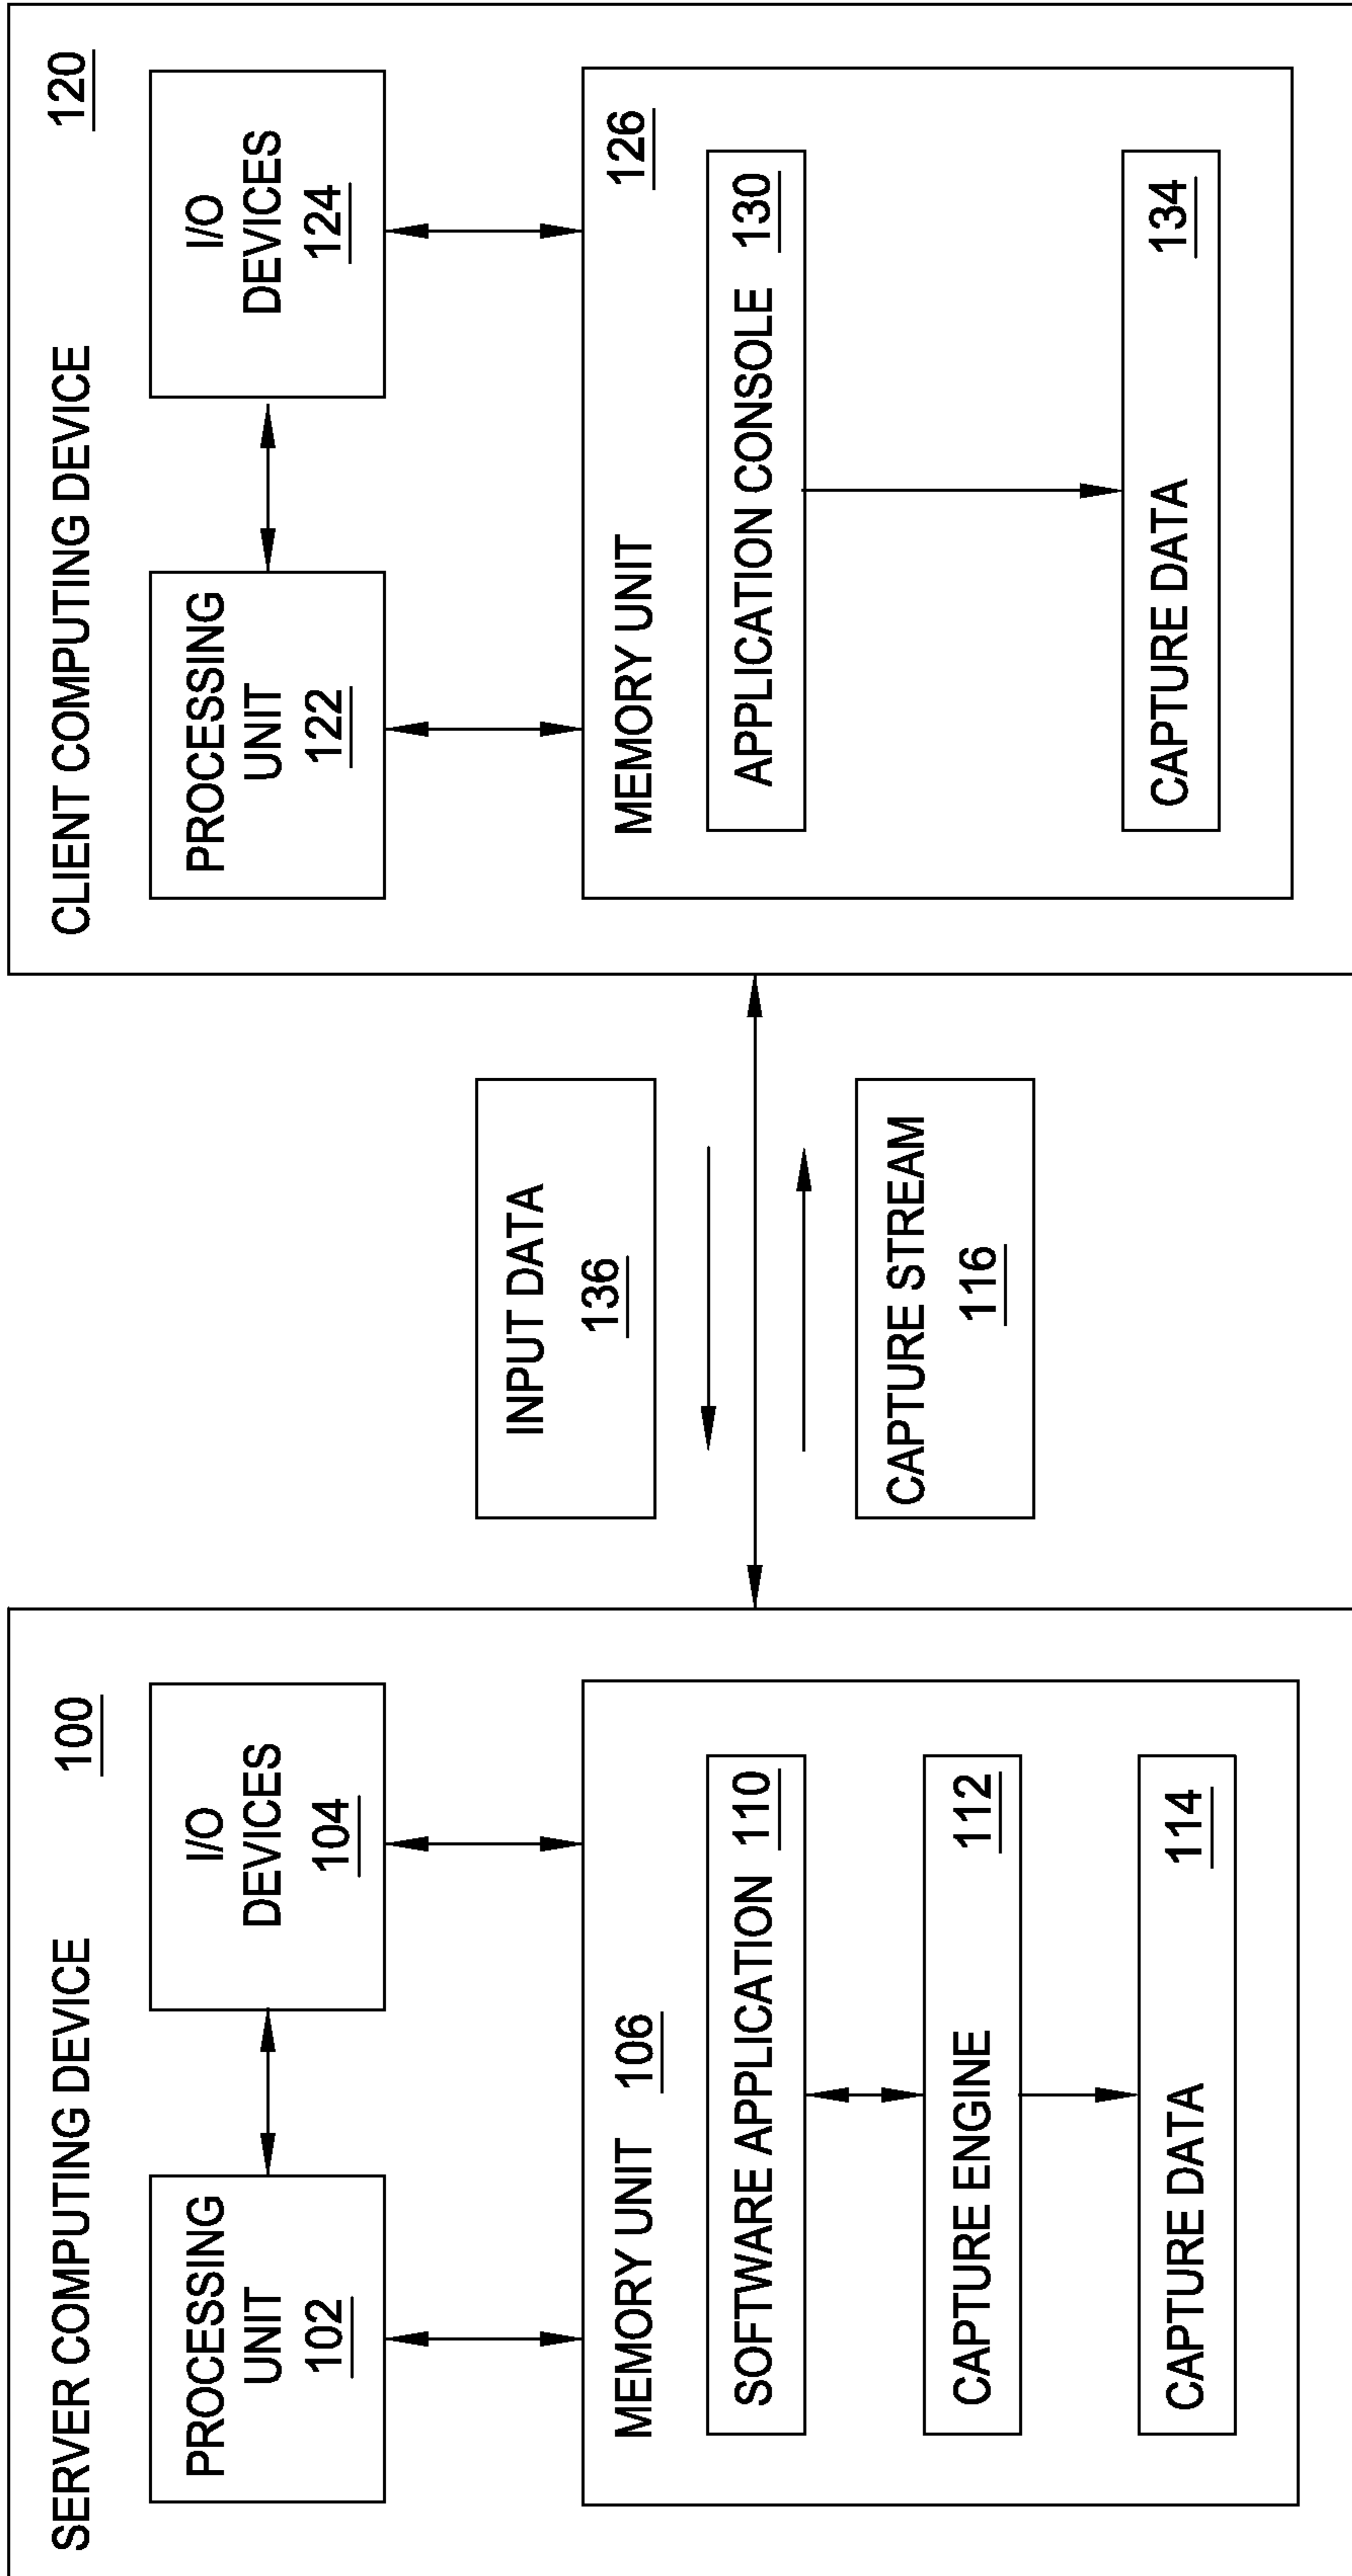 SERVER COMPUTING DEVICE
100
PROCESSING
UNIT
102
I/O
DEVICES
104
MEMORY UNIT 106
SOFTWARE APPLICATION 110
CAPTURE ENGINE 112
CAPTURE DATA 114
INPUT DATA
136
CAPTURE STREAM
116
CLIENT COMPUTING DEVICE
120
PROCESSING
UNIT
122
I/O
DEVICES
124
MEMORY UNIT
126
APPLICATION CONSOLE 130
CAPTURE DATA 134